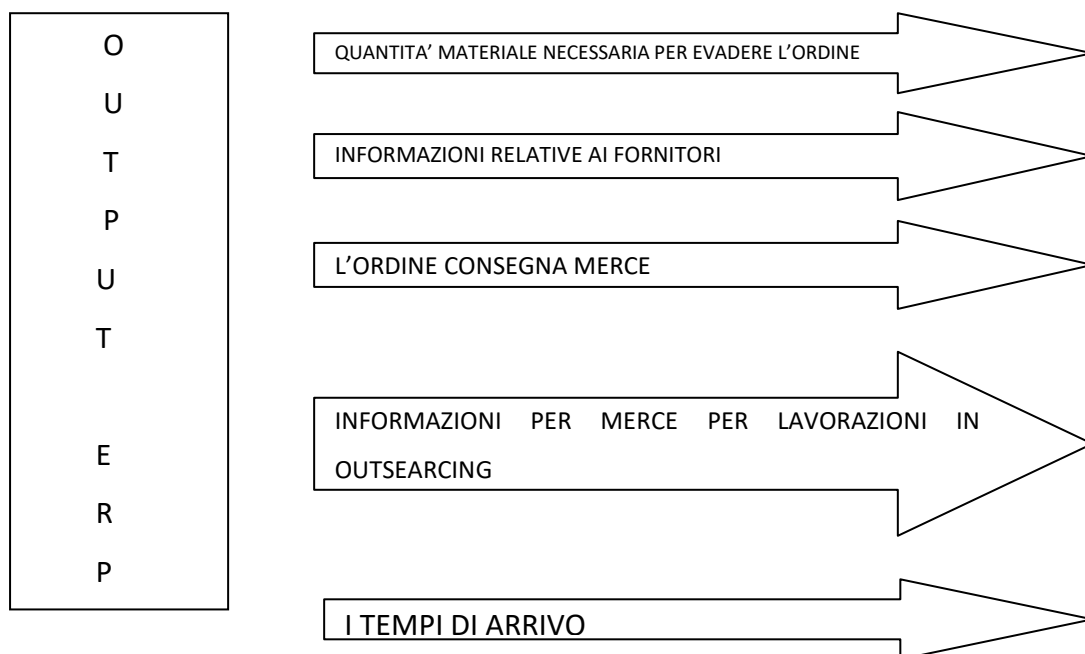 O
U
T
P
U
T
E
R
P
QUANTITA’ MATERIALE NECESSARIA PER EVADERE L’ORDINE
INFORMAZIONI RELATIVE AI FORNITORI
L’ORDINE CONSEGNA MERCE
INFORMAZIONI PER MERCE PER LAVORAZIONI IN
OUTSEARCING
I TEMPI DI ARRIVO